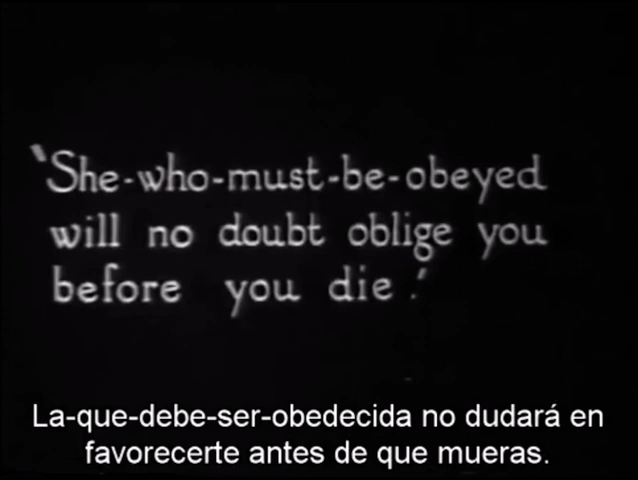 "She-who-must-be-obeyed
will no doubt oblige you
before you die."
La-que-debe-ser-obedecida no dudará en
favorecerte antes de que mueras.